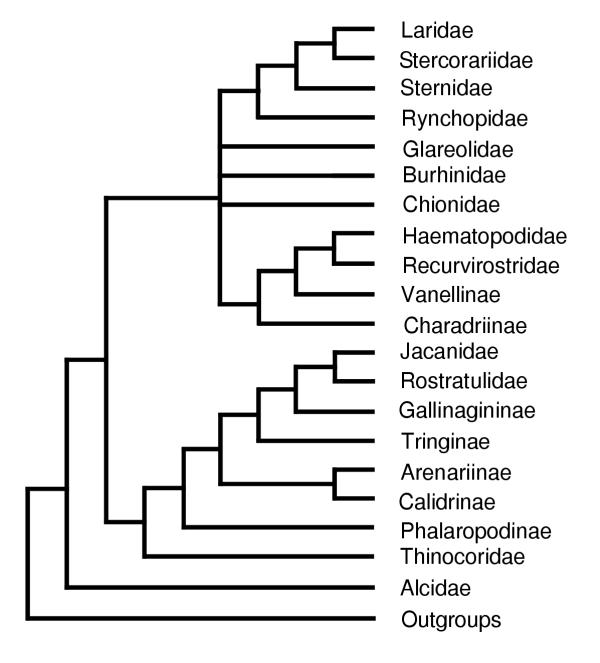 Laridae
Stercorariidae
Sternidae
Rynchopidae
Glareolidae
Burhinidae
Chionidae
Haematopodidae
Recurvirostridae
Vanellinae
Charadriinae
Jacanidae
Rostratulidae
Gallinagininae
Tringinae
Arenariinae
Calidrinae
Phalaropodinae
Thinocoridae
Alcidae
Outgroups